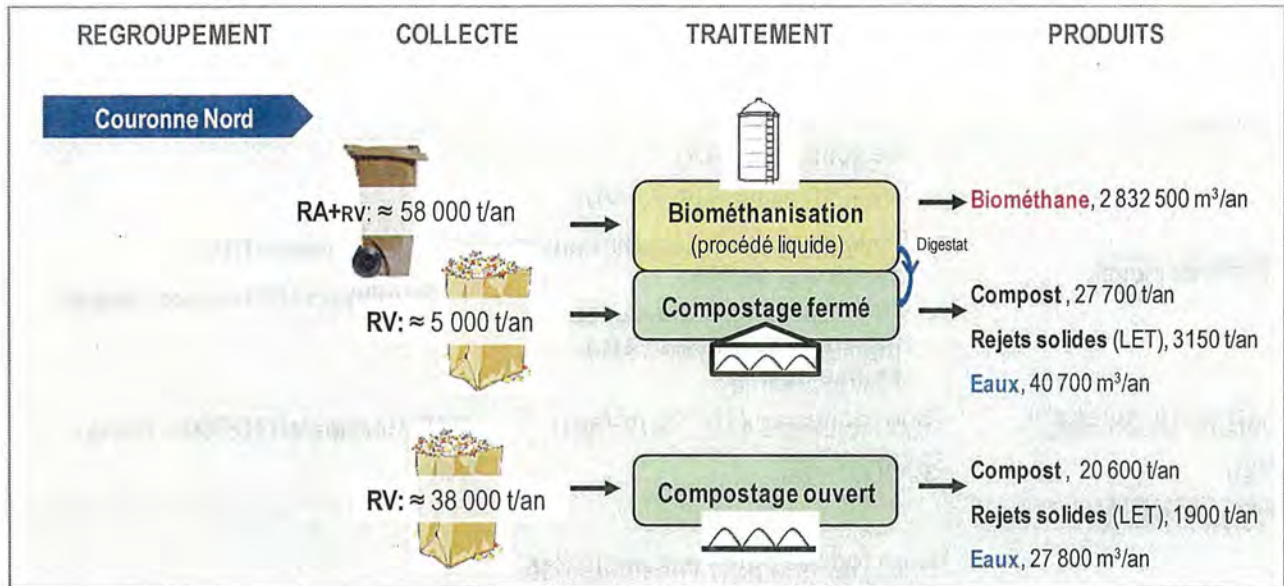 REGROUPEMENT COLLECTE TRAITEMENT PRODUITS
Couronne Nord
RA+RV: ≈ 58 000 t/an
Biométhanisation
(procédé liquide)
Biométhane, 2 832 500 m³/an
Digestat
RV: ≈ 5 000 t/an
Compostage fermé
Compost , 27 700 t/an
Rejets solides (LET), 3150 t/an
Eaux, 40 700 m³/an
RV: ≈ 38 000 t/an
Compostage ouvert
Compost , 20 600 t/an
Rejets solides (LET), 1900 t/an
Eaux, 27 800 m³/an